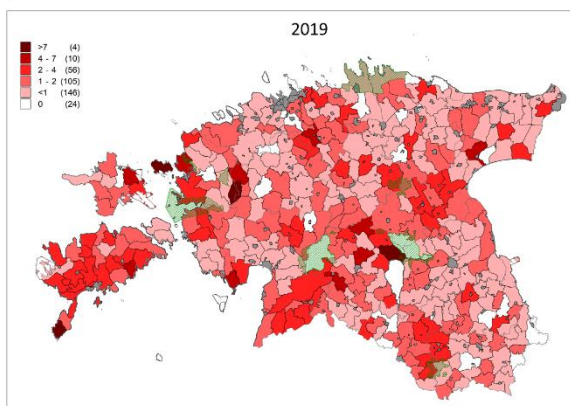 2019
>7 (4)
4 - 7 (10)
2 - 4 (56)
1 - 2 (105)
<1 (146)
0 (24)